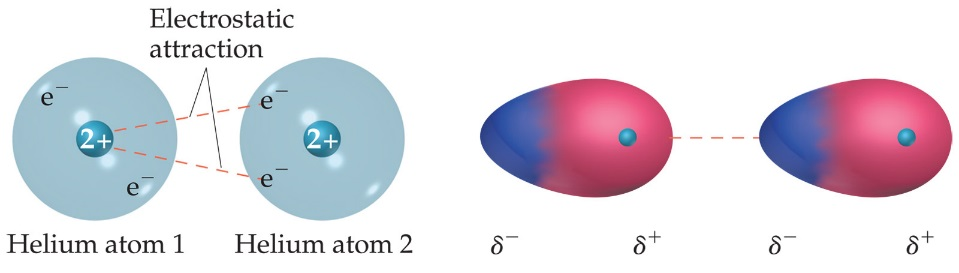 Electrostatic
attraction
e⁻
e⁻
2+
2+
e⁻
e⁻
Helium atom 1
Helium atom 2
δ⁻
δ⁺
δ⁻
δ⁺